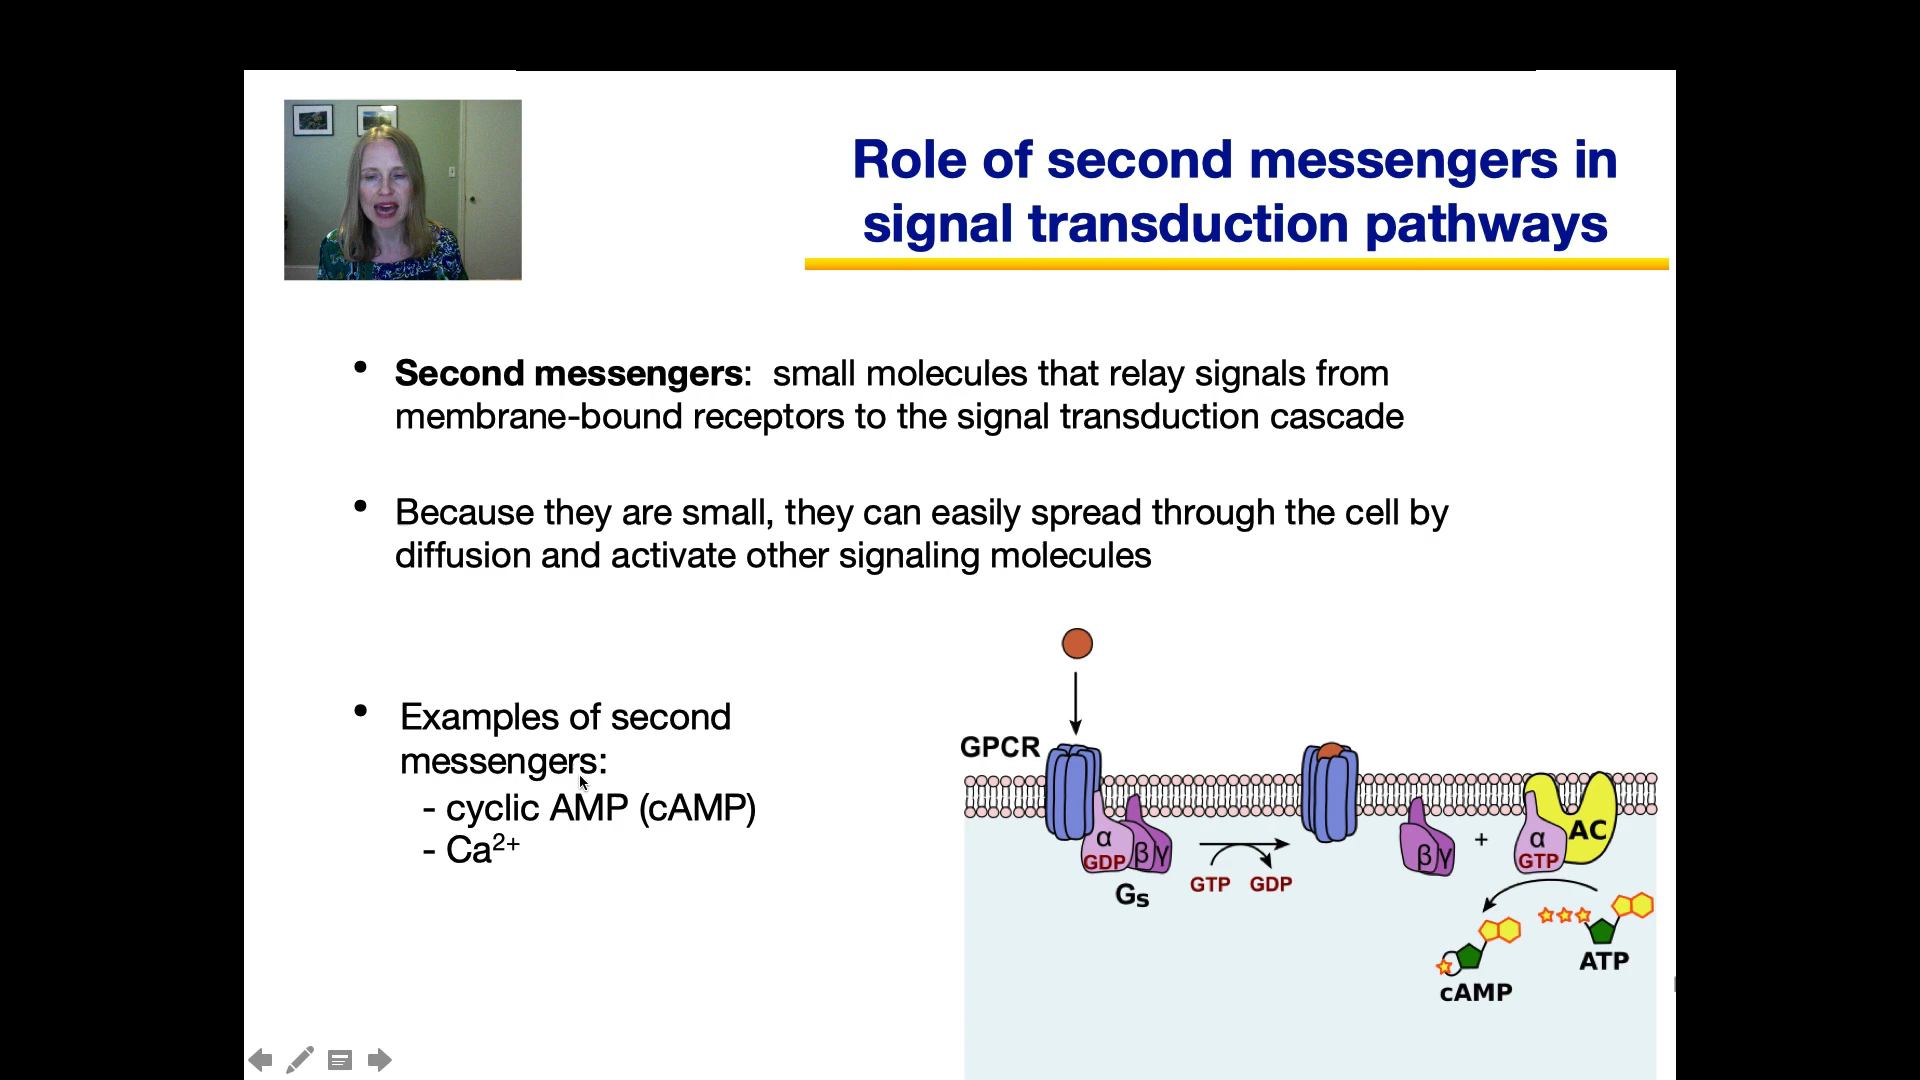 Role of second messengers in
signal transduction pathways
• Second messengers: small molecules that relay signals from
membrane-bound receptors to the signal transduction cascade
• Because they are small, they can easily spread through the cell by
diffusion and activate other signaling molecules
• Examples of second
messengers:
- cyclic AMP (cAMP)
- Ca²⁺
GPCR
α
GDP
β γ
Gs
GTP GDP
β γ
+
α
GTP
AC
ATP
cAMP